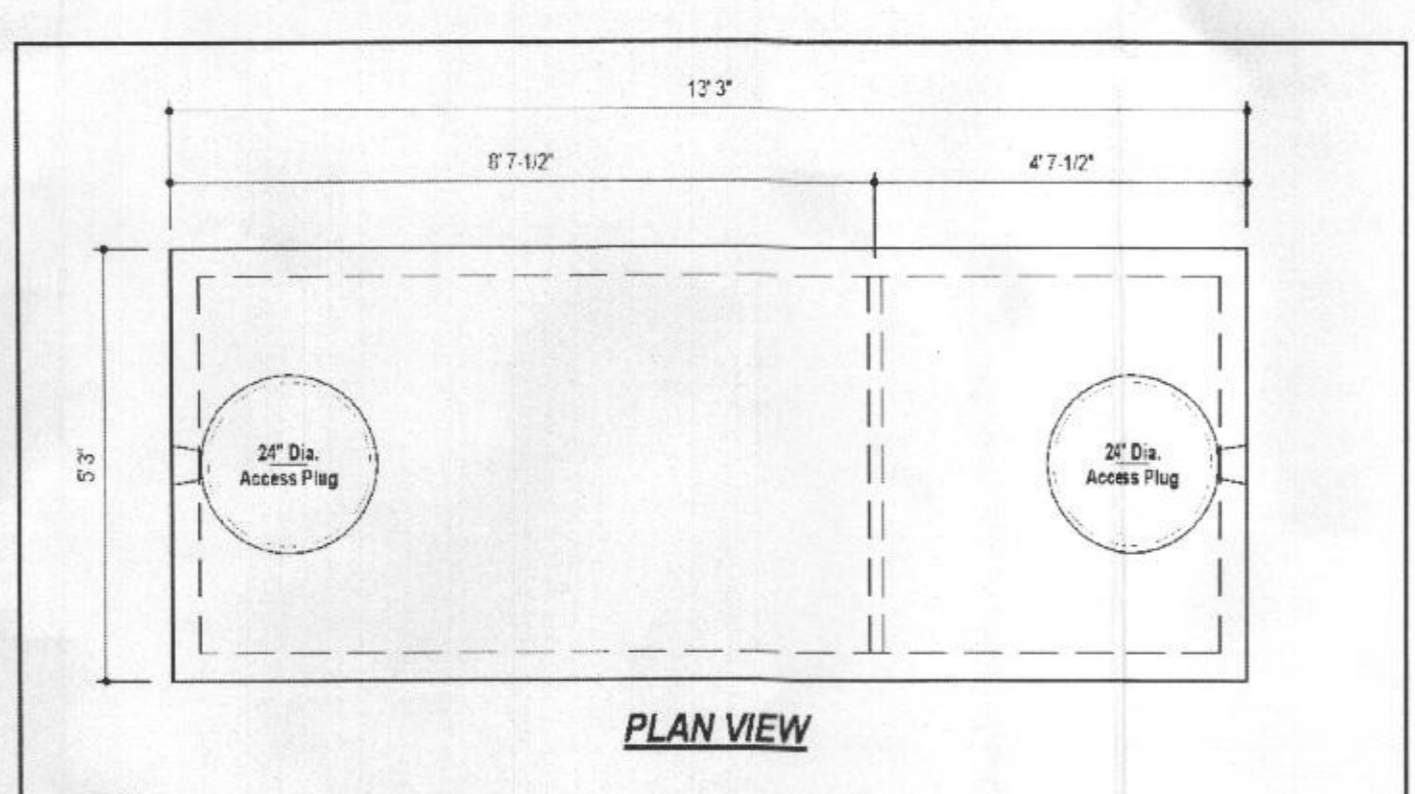 13' 3"
8' 7-1/2"
4' 7-1/2"
5'3"
24" Dia.
Access Plug
24" Dia.
Access Plug
PLAN VIEW